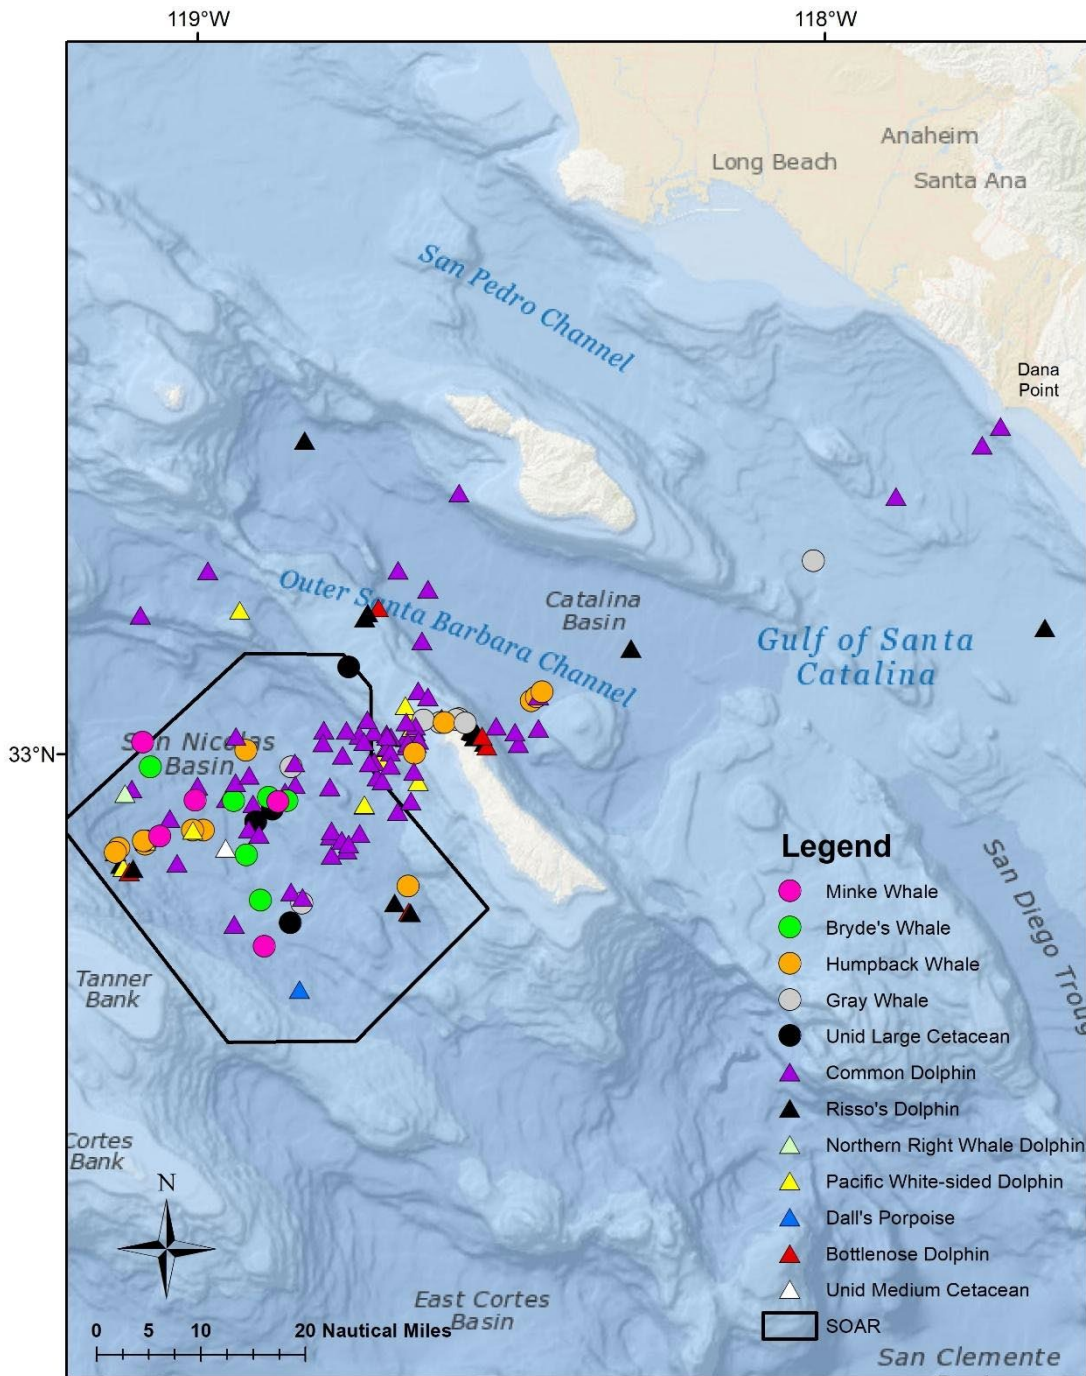 119°W
118°W
Anaheim
Long Beach
Santa Ana
San Pedro Channel
Dana
Point
Outer Santa Barbara Channel
Catalina
Basin
Gulf of Santa
Catalina
33°N
San Nicolas
Basin
San Diego Troug
Tanner
Bank
Cortes
Bank
N
East Cortes
Basin
0 5 10 20 Nautical Miles
Legend
Minke Whale
Bryde's Whale
Humpback Whale
Gray Whale
Unid Large Cetacean
Common Dolphin
Risso's Dolphin
Northern Right Whale Dolphin
Pacific White-sided Dolphin
Dall's Porpoise
Bottlenose Dolphin
Unid Medium Cetacean
SOAR
San Clemente